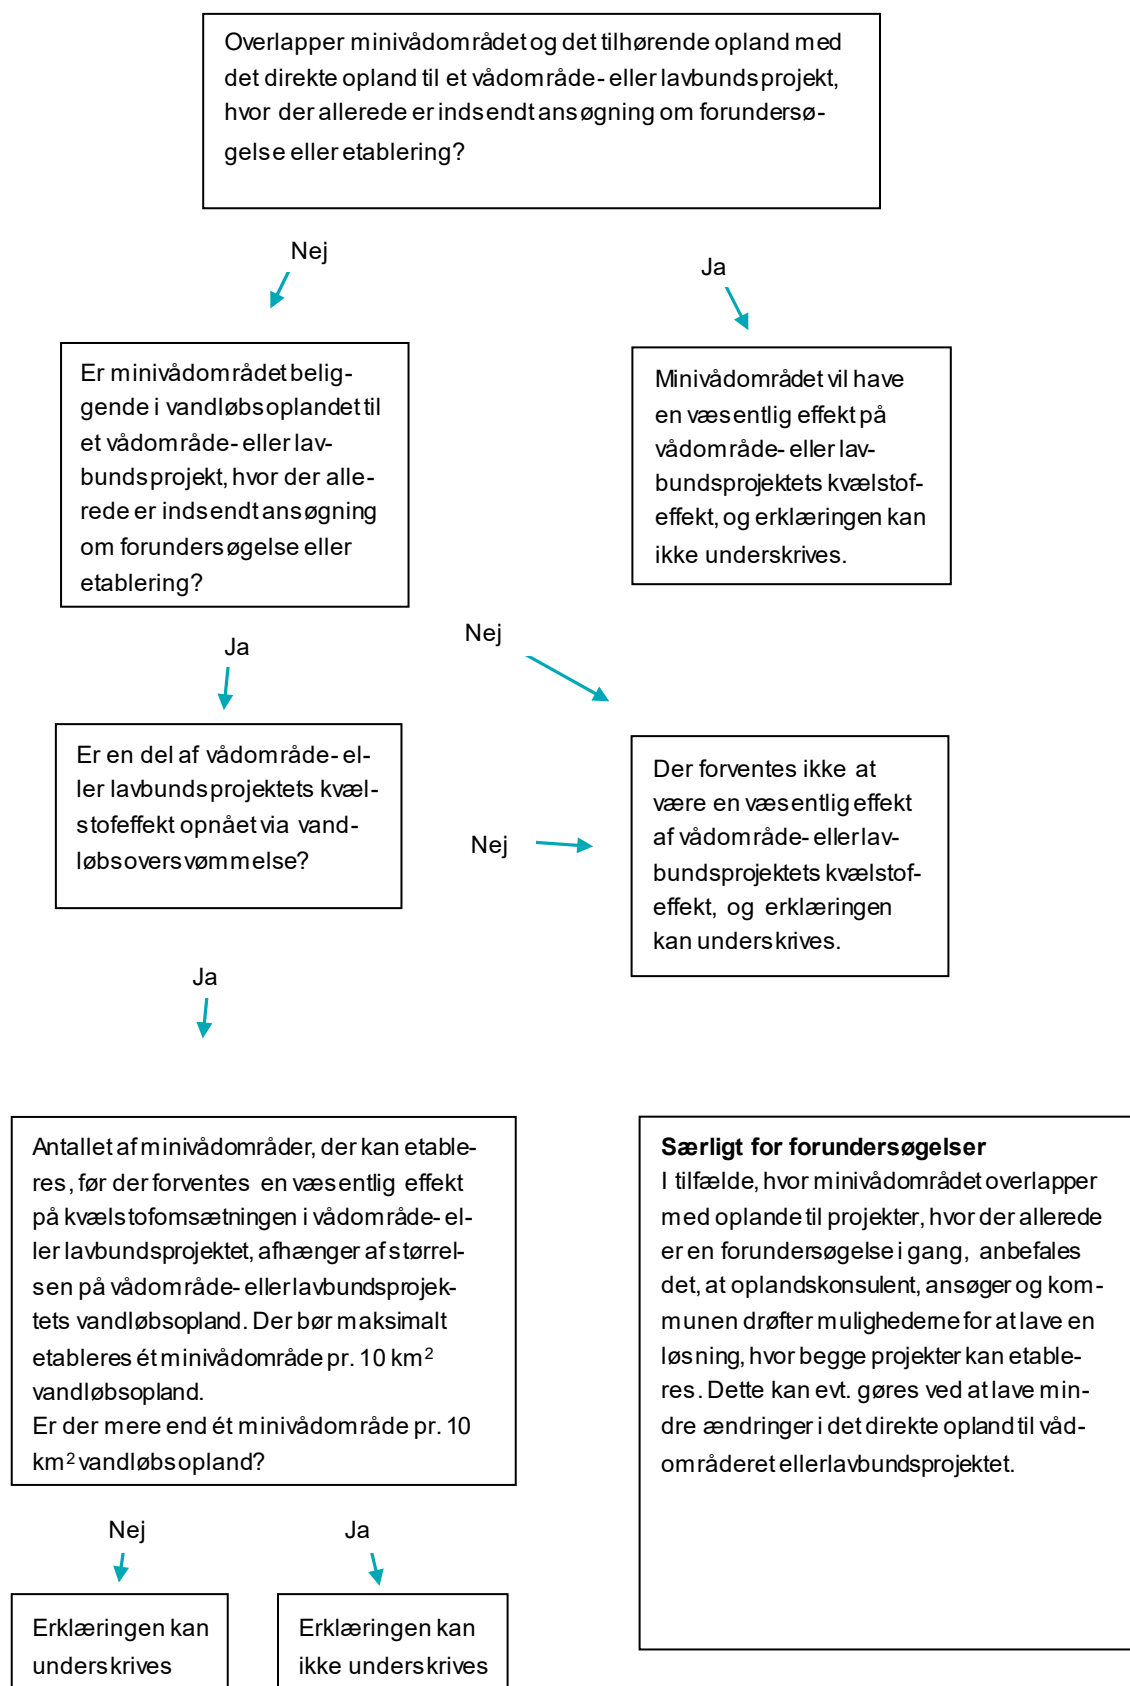 Overlapper minivådområdet og det tilhørende opland med
det direkte opland til et vådområde- eller lavbundsprojekt,
hvor der allerede er indsendt ansøgning om forundersø-
gelse eller etablering?
Nej
Ja
Er minivådområdet belig-
gende i vandløbsoplandet til
et vådområde- eller lav-
bundsprojekt, hvor der alle-
rede er indsendt ansøgning
om forundersøgelse eller
etablering?
Minivådområdet vil have
en væsentlig effekt på
vådområde- eller lav-
bundsprojektets kvælstof-
effekt, og erklæringen kan
ikke underskrives.
Ja
Nej
Er en del af vådområde- el-
ler lavbundsprojektets kvæl-
stofeffekt opnået via vand-
løbsoversvømmelse?
Nej
Der forventes ikke at
være en væsentlig effekt
af vådområde- eller lav-
bundsprojektets kvælstof-
effekt, og erklæringen
kan underskrives.
Ja
Antallet af minivådområder, der kan etable-
res, før der forventes en væsentlig effekt
på kvælstofomsætningen i vådområde- el-
ler lavbundsprojektet, afhænger af størrel-
sen på vådområde- eller lavbundsprojek-
tets vandløbsopland. Der bør maksimalt
etableres ét minivådområde pr. 10 km²
vandløbsopland.
Er der mere end ét minivådområde pr. 10
km² vandløbsopland?
Særligt for forundersøgelser
I tilfælde, hvor minivådområdet overlapper
med oplande til projekter, hvor der allerede
er en forundersøgelse i gang, anbefales
det, at oplandskonsulent, ansøger og kom-
munen drøfter mulighederne for at lave en
løsning, hvor begge projekter kan etable-
res. Dette kan evt. gøres ved at lave min-
dre ændringer i det direkte opland til våd-
områderet eller lavbundsprojektet.
Nej
Ja
Erklæringen kan
underskrives
Erklæringen kan
ikke underskrives